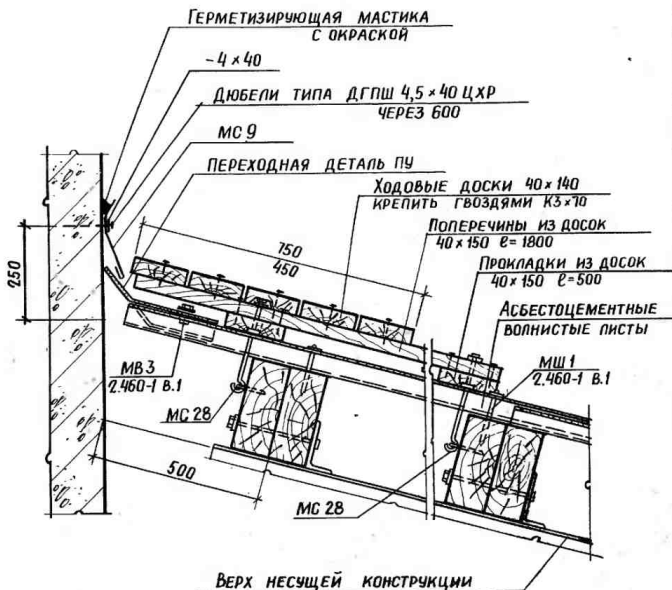 Герметизирующая мастика
с окраской
-4×40
Дюбели типа ДГПШ 4,5×40 ЦХР
через 600
МС 9
Переходная деталь ПУ
Ходовые доски 40×140
крепить гвоздями К3×70
Поперечины из досок
40×150 ℓ=1800
750
450
Прокладки из досок
40×150 ℓ=500
Асбестоцементные
волнистые листы
250
МВ 3
2.460-1 в.1
МШ 1
2.460-1 в.1
МС 28
500
МС 28
Верх несущей конструкции